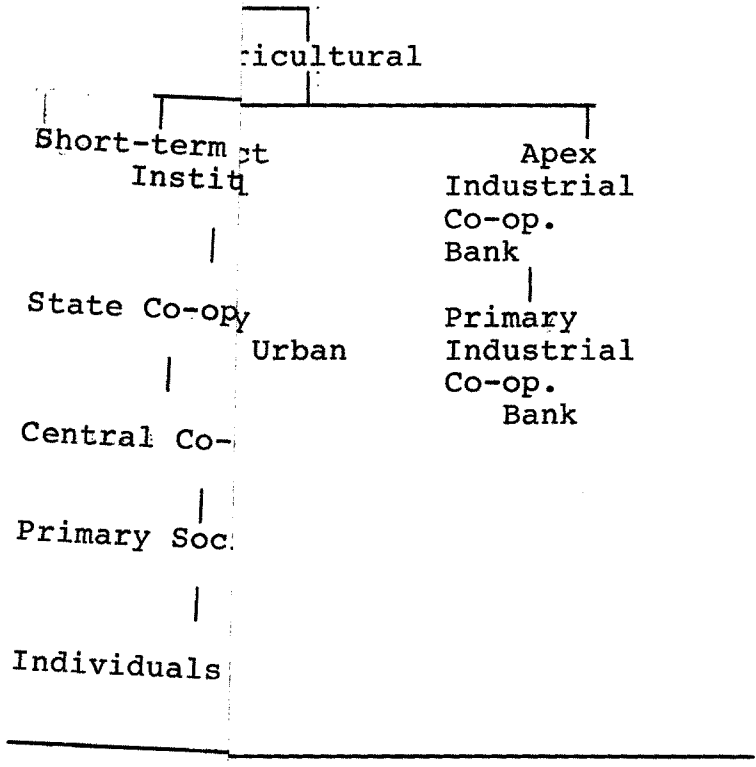 ricultural
Short-term
Instit
State Co-op
Central Co-
Primary Soc
Individuals
ct
Urban
Apex
Industrial
Co-op.
Bank
Primary
Industrial
Co-op.
Bank